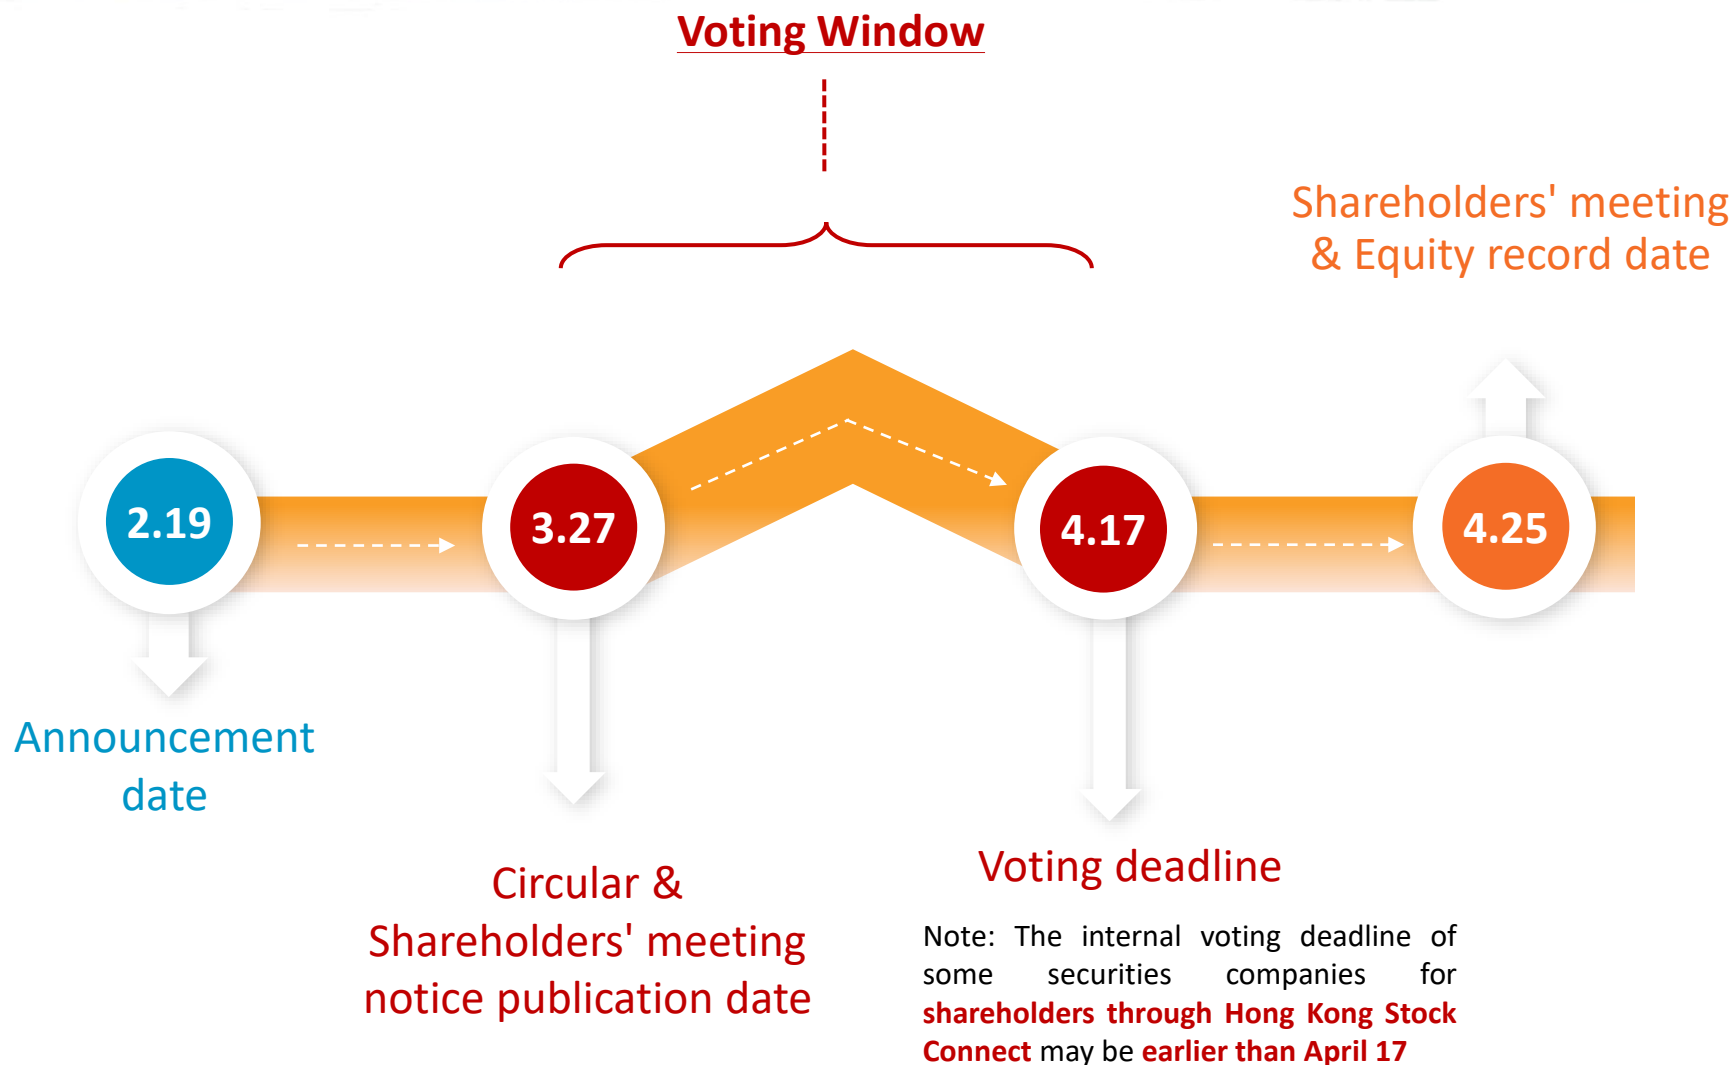 Voting Window
Shareholders' meeting
& Equity record date
2.19
3.27
4.17
4.25
Announcement
date
Circular &
Shareholders' meeting
notice publication date
Voting deadline
Note: The internal voting deadline of
some securities companies for
shareholders through Hong Kong Stock
Connect may be earlier than April 17